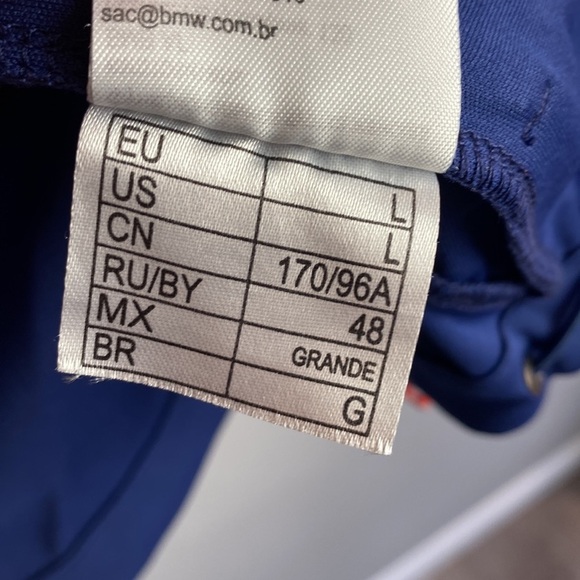 sac@bmw.com.br
EU L
US L
CN 170/96A
RU/BY 48
MX GRANDE
BR G